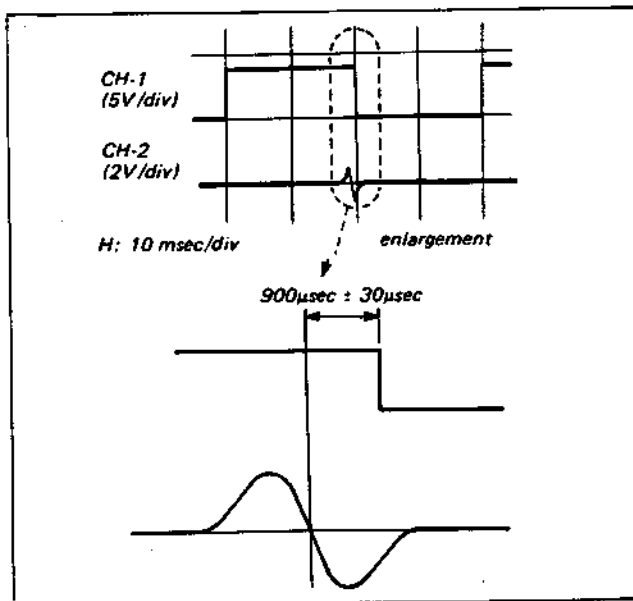 CH-1
(5V/div)
CH-2
(2V/div)
H: 10 msec/div
enlargement
900μsec ± 30μsec